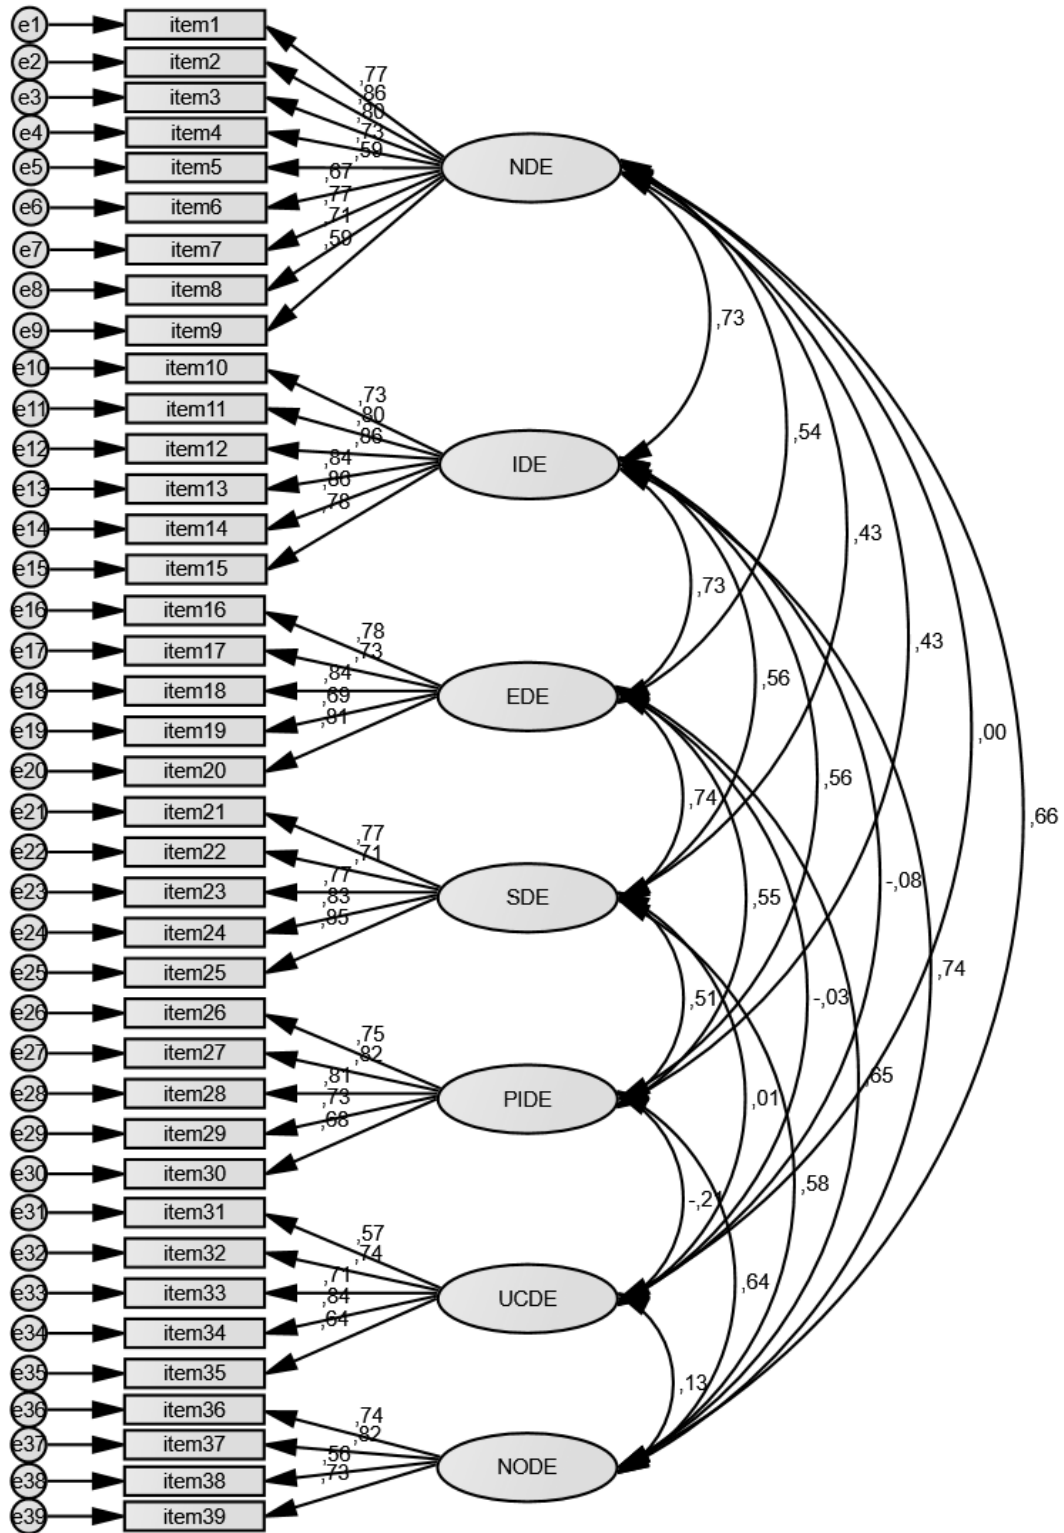 e1 item1
e2 item2
,77
e3 item3
,86
,80
e4 item4
,73
,59
e5 item5
NDE
,67
e6 item6
,77
,71
e7 item7
,59
e8 item8
,73
e9 item9
e10 item10
,73
e11 item11
,80
,54
,86
e12 item12
,84
IDE
,86
e13 item13
,78
e14 item14
,43
e15 item15
,73
e16 item16
,78
e17 item17
,73
,43
,84
,56
e18 item18
,69
EDE
,81
e19 item19
,00
e20 item20
,56
,74
e21 item21
,66
,77
e22 item22
,71
,77
-,08
e23 item23
,83
SDE
,55
,85
e24 item24
e25 item25
,74
,51
-,03
e26 item26
,75
e27 item27
,82
,81
,65
e28 item28
,73
PIDE
,01
,68
e29 item29
e30 item30
,58
-,21
e31 item31
,57
e32 item32
,74
,71
,64
e33 item33
,84
UCDE
,64
e34 item34
e35 item35
,13
e36 item36
,74
,82
e37 item37
,56
NODE
,73
e38 item38
e39 item39